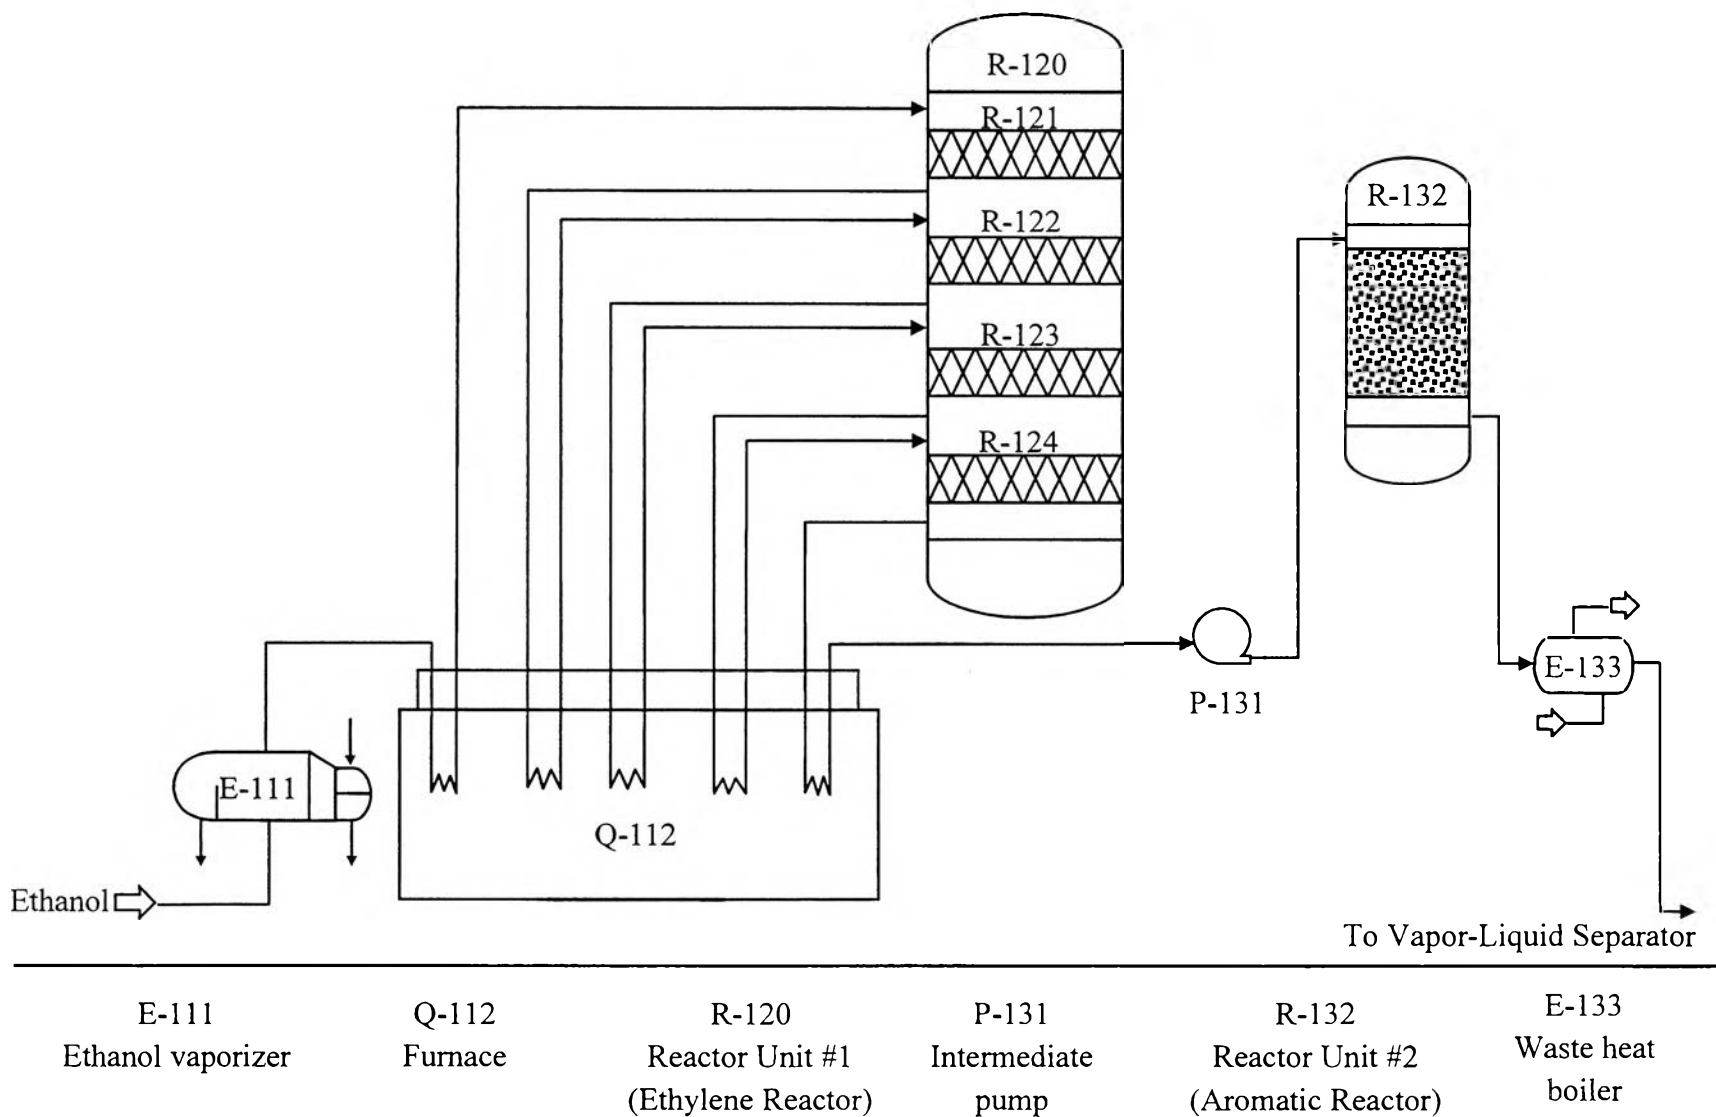 R-120
R-121
R-122
R-123
R-124
R-132
P-131
E-133
E-111
Q-112
Ethanol
To Vapor-Liquid Separator
E-111
Ethanol vaporizer
Q-112
Furnace
R-120
Reactor Unit #1
(Ethylene Reactor)
P-131
Intermediate
pump
R-132
Reactor Unit #2
(Aromatic Reactor)
E-133
Waste heat
boiler